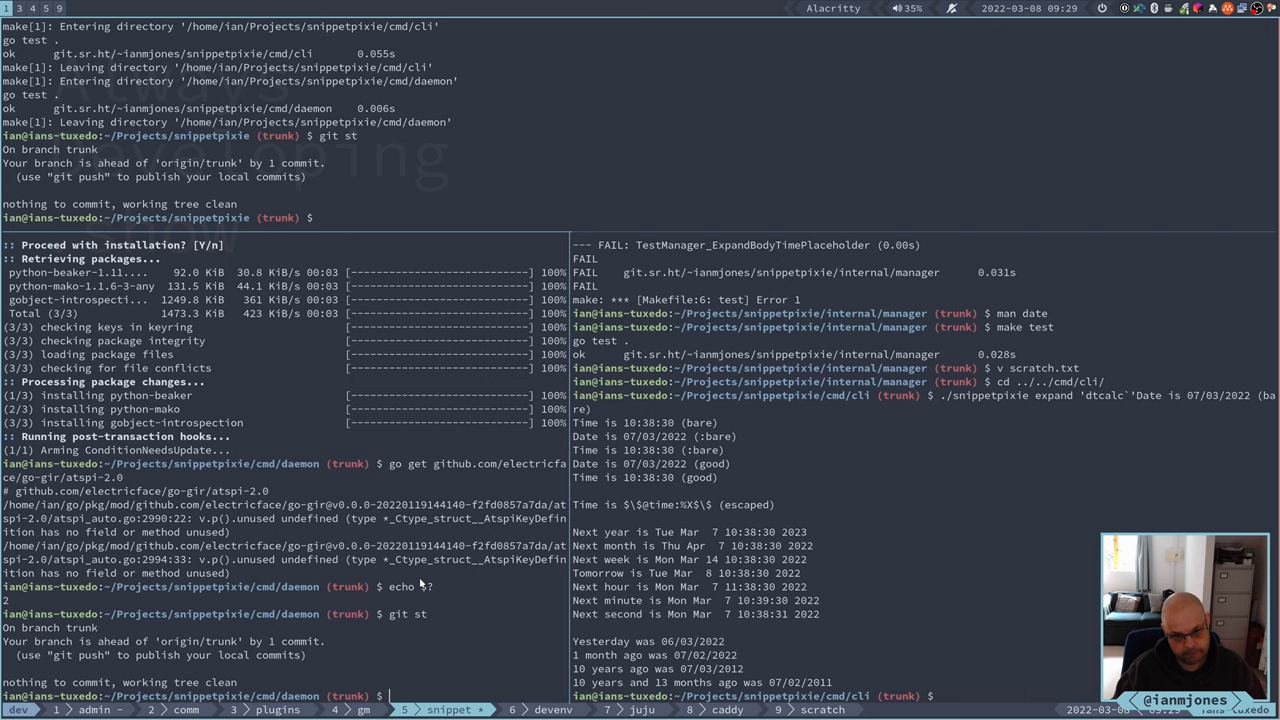 1 3 4 5 9 Alacritty 35% 2022-03-08 09:29
make[1]: Entering directory '/home/ian/Projects/snippetpixie/cmd/cli'
go test .
ok git.sr.ht/~ianmjones/snippetpixie/cmd/cli 0.055s
make[1]: Leaving directory '/home/ian/Projects/snippetpixie/cmd/cli'
make[1]: Entering directory '/home/ian/Projects/snippetpixie/cmd/daemon'
go test .
ok git.sr.ht/~ianmjones/snippetpixie/cmd/daemon 0.006s
make[1]: Leaving directory '/home/ian/Projects/snippetpixie/cmd/daemon'
ian@ians-tuxedo:~/Projects/snippetpixie (trunk) $ git st
On branch trunk
Your branch is ahead of 'origin/trunk' by 1 commit.
(use "git push" to publish your local commits)
nothing to commit, working tree clean
ian@ians-tuxedo:~/Projects/snippetpixie (trunk) $
Always
Developing
show
:: Proceed with installation? [Y/n]
:: Retrieving packages...
python-beaker-1.11.... 92.0 KiB 30.8 KiB/s 00:03 [----------------------------] 100%
python-mako-1.1.6-3-any 131.5 KiB 44.1 KiB/s 00:03 [----------------------------] 100%
gobject-introspecti... 1249.8 KiB 361 KiB/s 00:03 [----------------------------] 100%
Total (3/3) 1473.3 KiB 423 KiB/s 00:03 [----------------------------] 100%
(3/3) checking keys in keyring [----------------------------] 100%
(3/3) checking package integrity [----------------------------] 100%
(3/3) loading package files [----------------------------] 100%
(3/3) checking for file conflicts [----------------------------] 100%
:: Processing package changes...
(1/3) installing python-beaker [----------------------------] 100%
(2/3) installing python-mako [----------------------------] 100%
(3/3) installing gobject-introspection [----------------------------] 100%
:: Running post-transaction hooks...
(1/1) Arming ConditionNeedsUpdate...
ian@ians-tuxedo:~/Projects/snippetpixie/cmd/daemon (trunk) $ go get github.com/electricfa
ce/go-gir/atspi-2.0
# github.com/electricface/go-gir/atspi-2.0
/home/ian/go/pkg/mod/github.com/electricface/go-gir@v0.0.0-20220119144140-f2fd0857a7da/at
spi-2.0/atspi_auto.go:2990:22: v.p().unused undefined (type *_Ctype_struct__AtspiKeyDefin
ition has no field or method unused)
/home/ian/go/pkg/mod/github.com/electricface/go-gir@v0.0.0-20220119144140-f2fd0857a7da/at
spi-2.0/atspi_auto.go:2994:33: v.p().unused undefined (type *_Ctype_struct__AtspiKeyDefin
ition has no field or method unused)
ian@ians-tuxedo:~/Projects/snippetpixie/cmd/daemon (trunk) $ echo $?
2
ian@ians-tuxedo:~/Projects/snippetpixie/cmd/daemon (trunk) $ git st
On branch trunk
Your branch is ahead of 'origin/trunk' by 1 commit.
(use "git push" to publish your local commits)
nothing to commit, working tree clean
ian@ians-tuxedo:~/Projects/snippetpixie/cmd/daemon (trunk) $
--- FAIL: TestManager_ExpandBodyTimePlaceholder (0.00s)
FAIL
FAIL git.sr.ht/~ianmjones/snippetpixie/internal/manager 0.031s
FAIL
make: *** [Makefile:6: test] Error 1
ian@ians-tuxedo:~/Projects/snippetpixie/internal/manager (trunk) $ man date
ian@ians-tuxedo:~/Projects/snippetpixie/internal/manager (trunk) $ make test
go test .
ok git.sr.ht/~ianmjones/snippetpixie/internal/manager 0.028s
ian@ians-tuxedo:~/Projects/snippetpixie/internal/manager (trunk) $ v scratch.txt
ian@ians-tuxedo:~/Projects/snippetpixie/internal/manager (trunk) $ cd ../../cmd/cli/
ian@ians-tuxedo:~/Projects/snippetpixie/cmd/cli (trunk) $ ./snippetpixie expand 'dtcalc`'Date is 07/03/2022 (ba
re)
Time is 10:38:30 (bare)
Date is 07/03/2022 (:bare)
Time is 10:38:30 (:bare)
Date is 07/03/2022 (good)
Time is 10:38:30 (good)
Time is $\$@time:%X$\$ (escaped)
Next year is Tue Mar 7 10:38:30 2023
Next month is Thu Apr 7 10:38:30 2022
Next week is Mon Mar 14 10:38:30 2022
Tomorrow is Tue Mar 8 10:38:30 2022
Next hour is Mon Mar 7 11:38:30 2022
Next minute is Mon Mar 7 10:39:30 2022
Next second is Mon Mar 7 10:38:31 2022
Yesterday was 06/03/2022
1 month ago was 07/02/2022
10 years ago was 07/03/2012
10 years and 13 months ago was 07/02/2011
ian@ians-tuxedo:~/Projects/snippetpixie/cmd/cli (trunk) $
@ianmjones
dev 1 admin - 2 comm 3 plugins 4 gm 5 snippet * 6 devenv 7 juju 8 caddy 9 scratch 2022-03-08 ians tuxedo